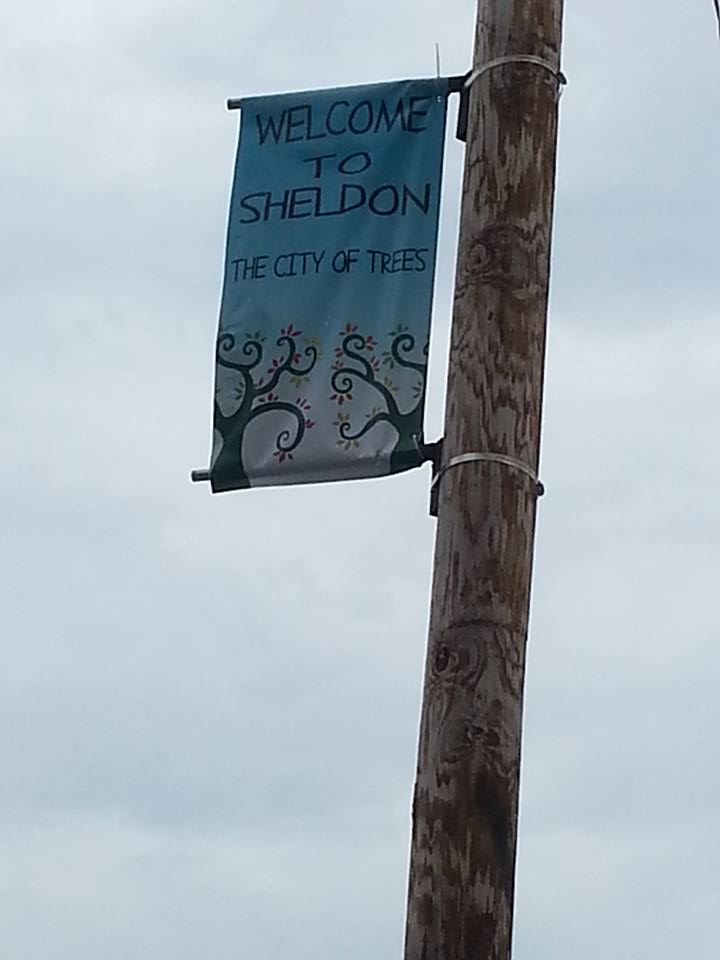 WELCOME
TO
SHELDON
THE CITY OF TREES